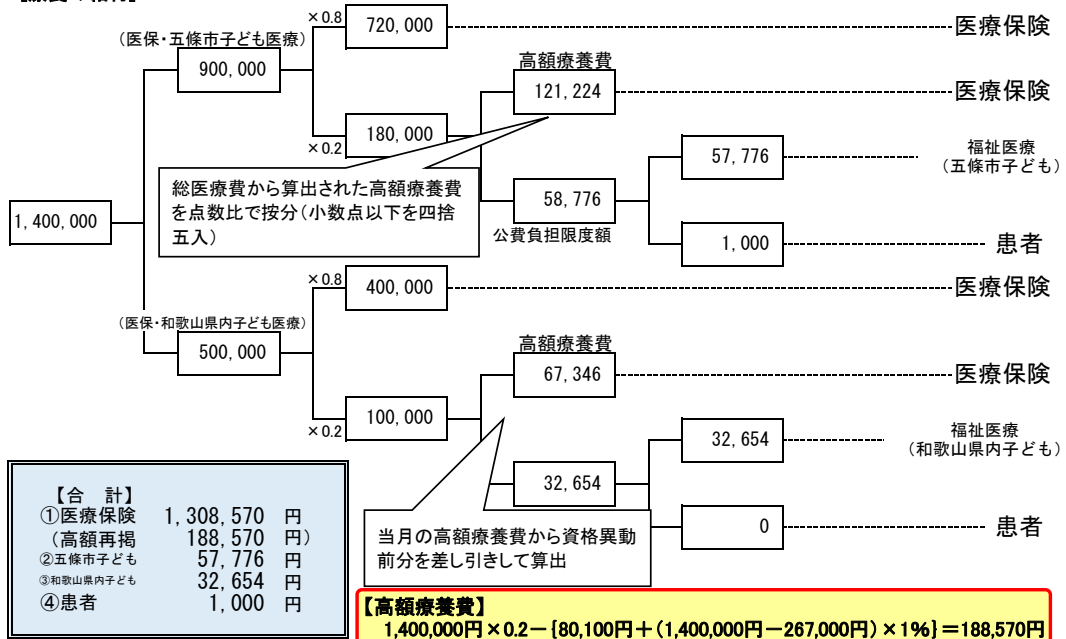 ×0.8
720,000
医療保険
(医保・五條市子ども医療)
900,000
高額療養費
121,224
医療保険
×0.2
180,000
57,776
福祉医療
(五條市子ども)
総医療費から算出された高額療養費
を点数比で按分(小数点以下を四捨
五入)
58,776
公費負担限度額
1,400,000
1,000
患者
×0.8
400,000
医療保険
(医保・和歌山県内子ども医療)
500,000
高額療養費
67,346
医療保険
×0.2
100,000
32,654
福祉医療
(和歌山県内子ども)
32,654
0
患者
当月の高額療養費から資格異動
前分を差し引きして算出
【合 計】
①医療保険 1,308,570 円
(高額再掲 188,570 円)
②五條市子ども 57,776 円
③和歌山県内子ども 32,654 円
④患者 1,000 円
【高額療養費】
1,400,000円×0.2-{80,100円+(1,400,000円-267,000円)×1%}=188,570円